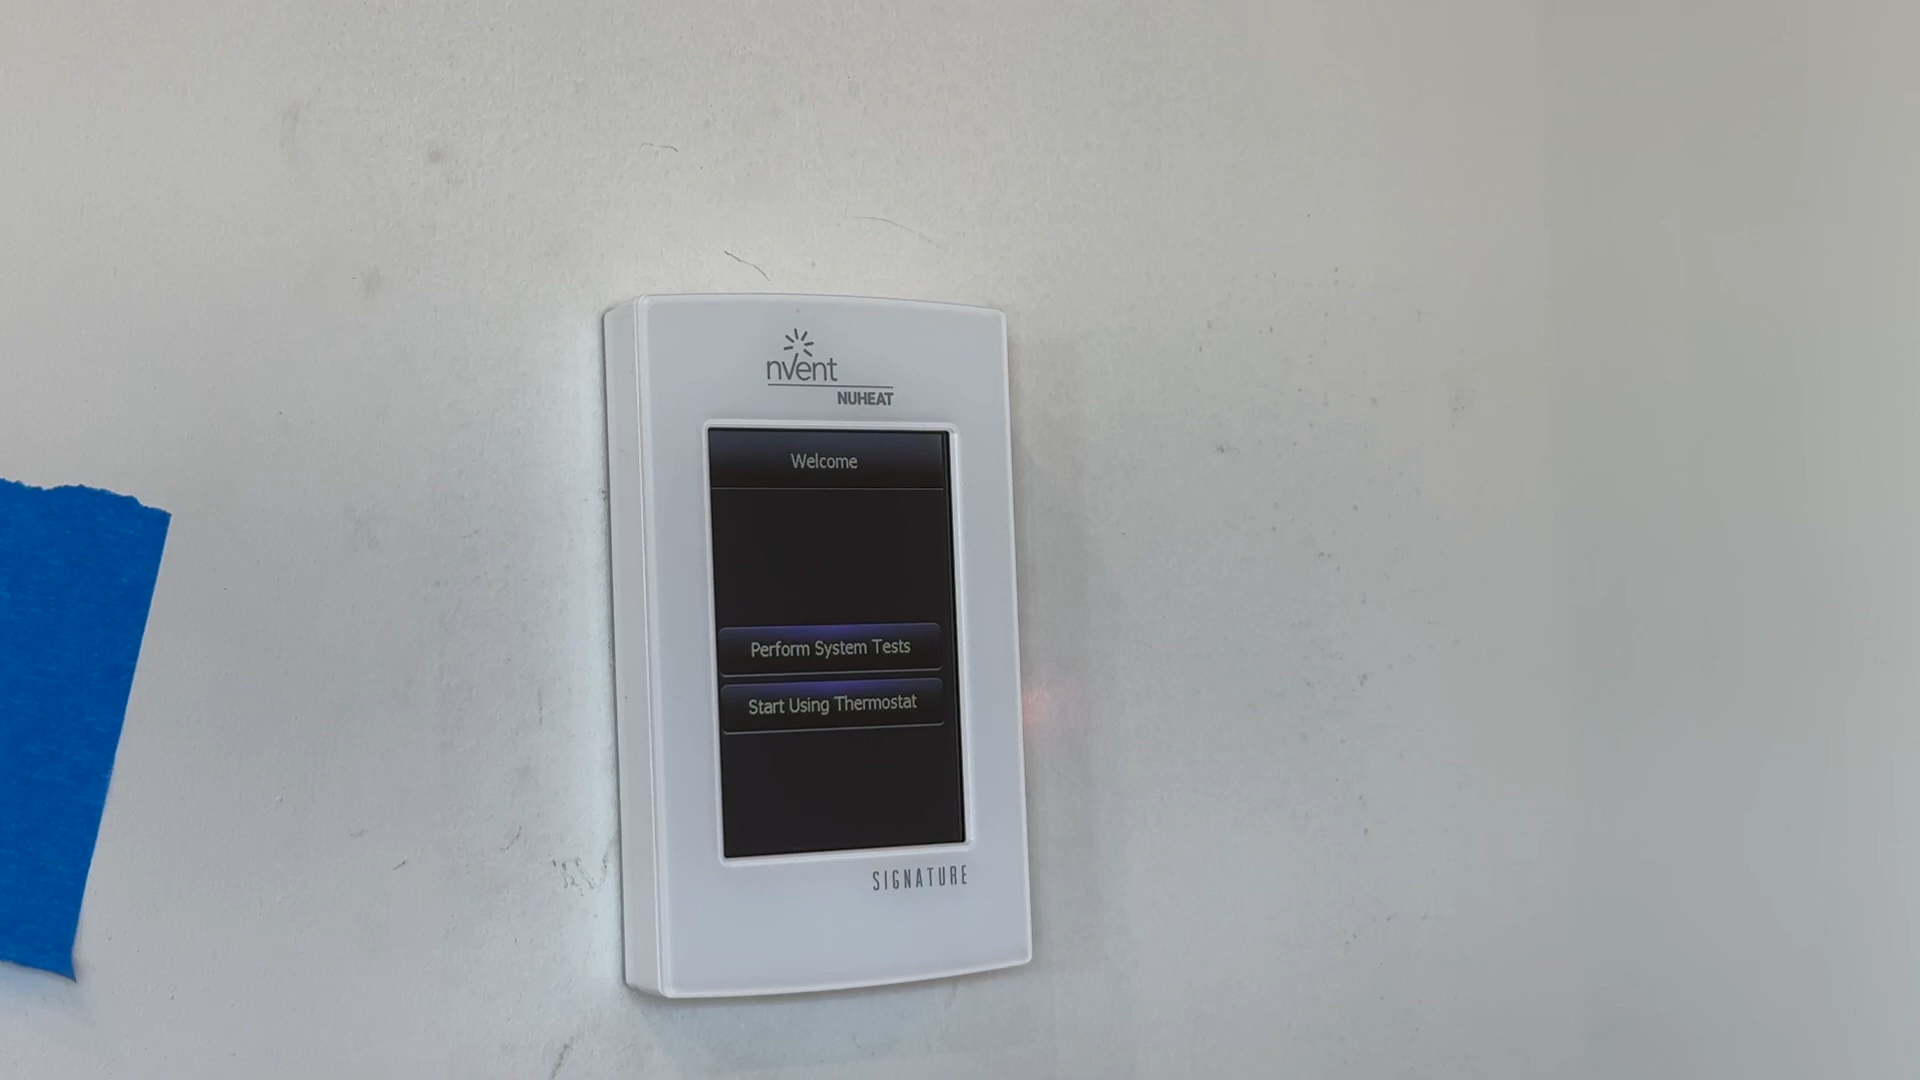 nVent
NUHEAT
Welcome
Perform System Tests
Start Using Thermostat
SIGNATURE